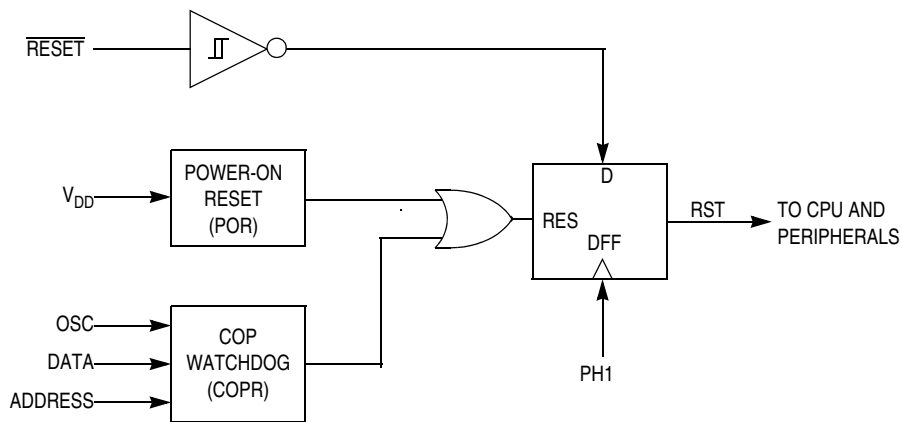 RESET
POWER-ON
RESET
(POR)
VDD
D
RES
DFF
RST
TO CPU AND
PERIPHERALS
OSC
DATA
ADDRESS
COP
WATCHDOG
(COPR)
PH1